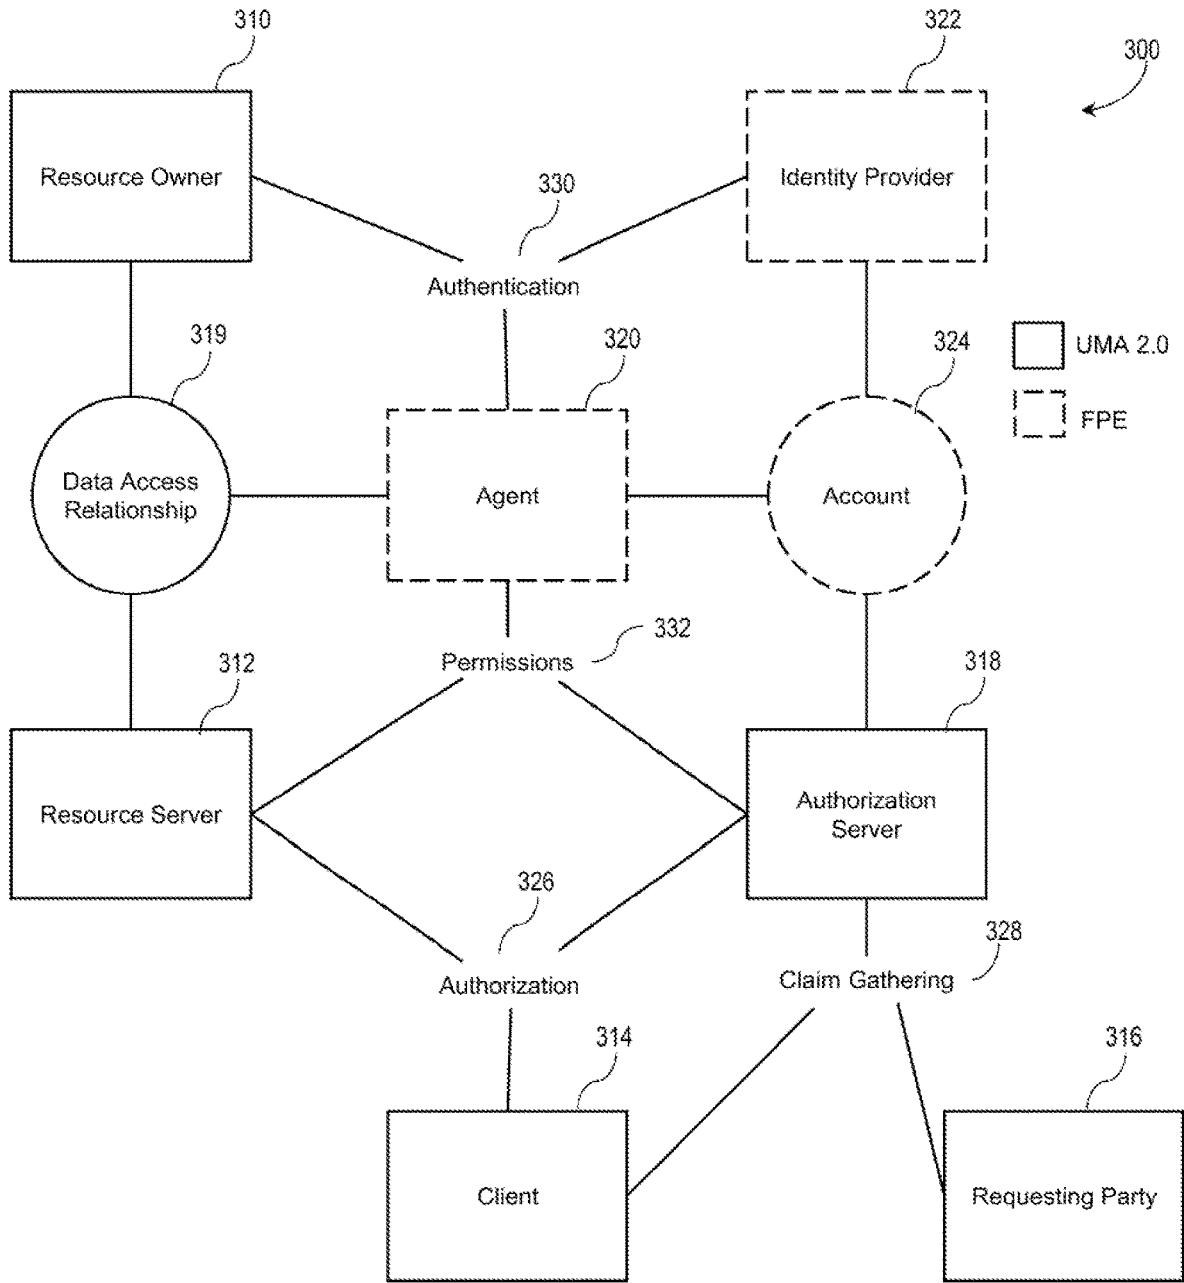 310
322
300
Resource Owner
Identity Provider
330
Authentication
319
320
324
UMA 2.0
FPE
Data Access
Relationship
Agent
Account
332
Permissions
312
318
Resource Server
Authorization
Server
326
328
Authorization
Claim Gathering
314
316
Client
Requesting Party